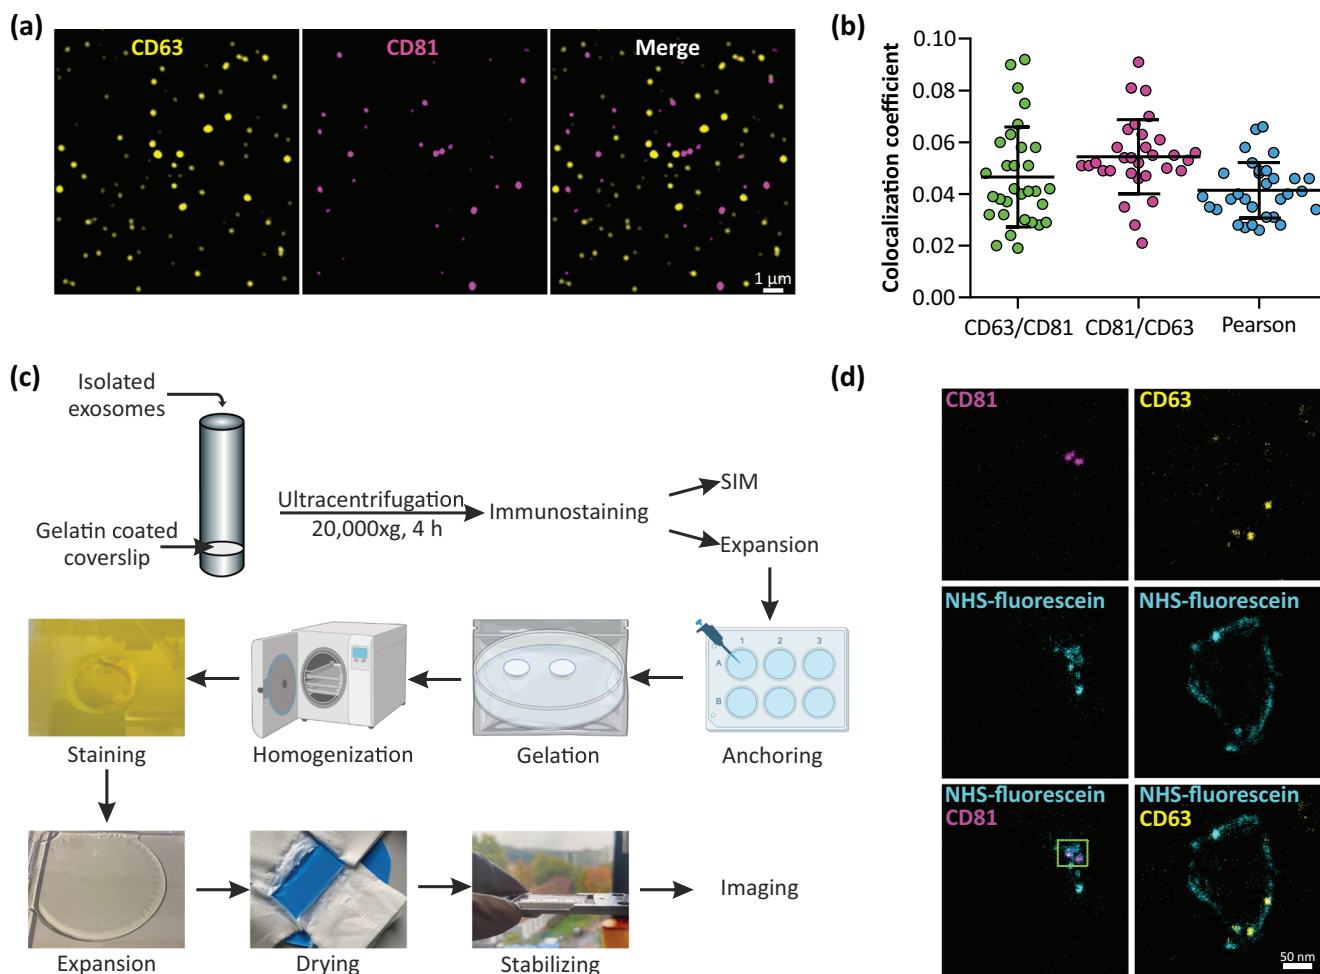 (a)
CD63
CD81
Merge
1 µm
(b)
Colocalization coefficient
0.10
0.08
0.06
0.04
0.02
0.00
CD63/CD81
CD81/CD63
Pearson
(c)
Isolated
exosomes
Gelatin coated
coverslip
Ultracentrifugation
20,000xg, 4 h
Immunostaining
SIM
Expansion
1 2 3
A
B
Staining
Homogenization
Gelation
Anchoring
Expansion
Drying
Stabilizing
Imaging
(d)
CD81
CD63
NHS-fluorescein
NHS-fluorescein
NHS-fluorescein
CD81
NHS-fluorescein
CD63
50 nm